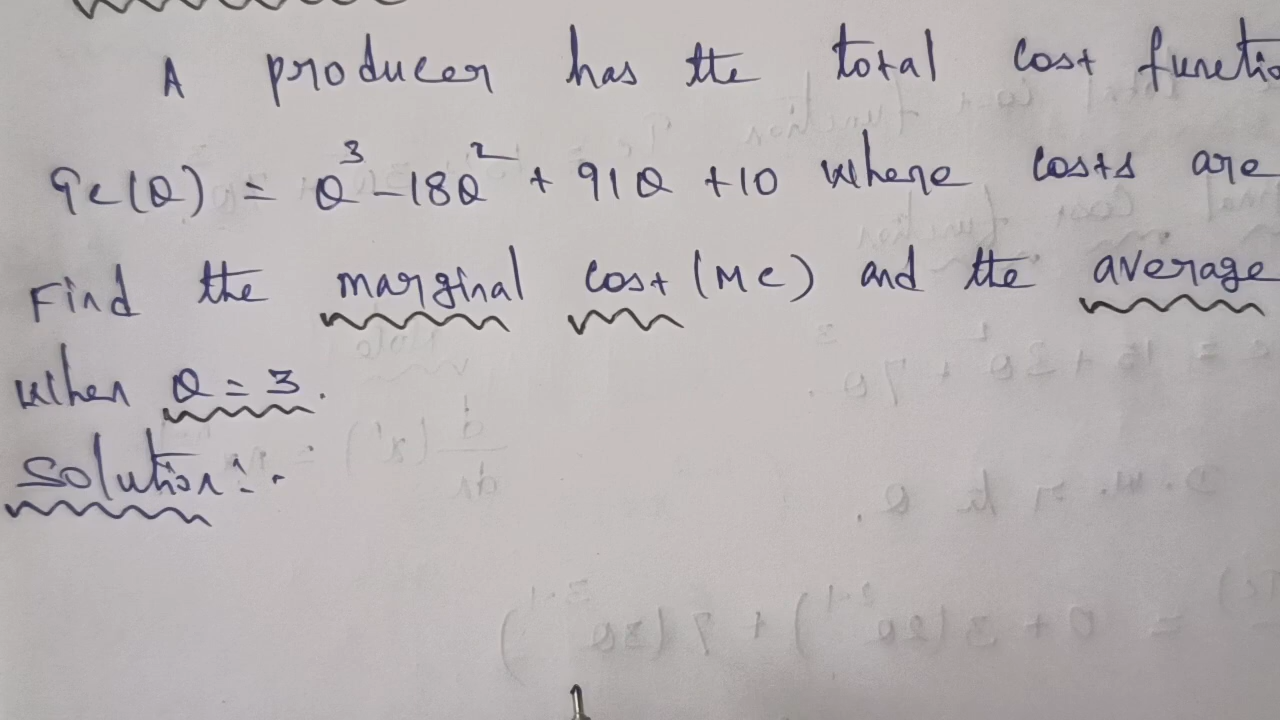 A producer has the total cost functio
TC(Q) = Q³ - 18Q² + 91Q + 10 where costs are
Find the marginal cost (MC) and the average
when Q = 3.
Solution:-